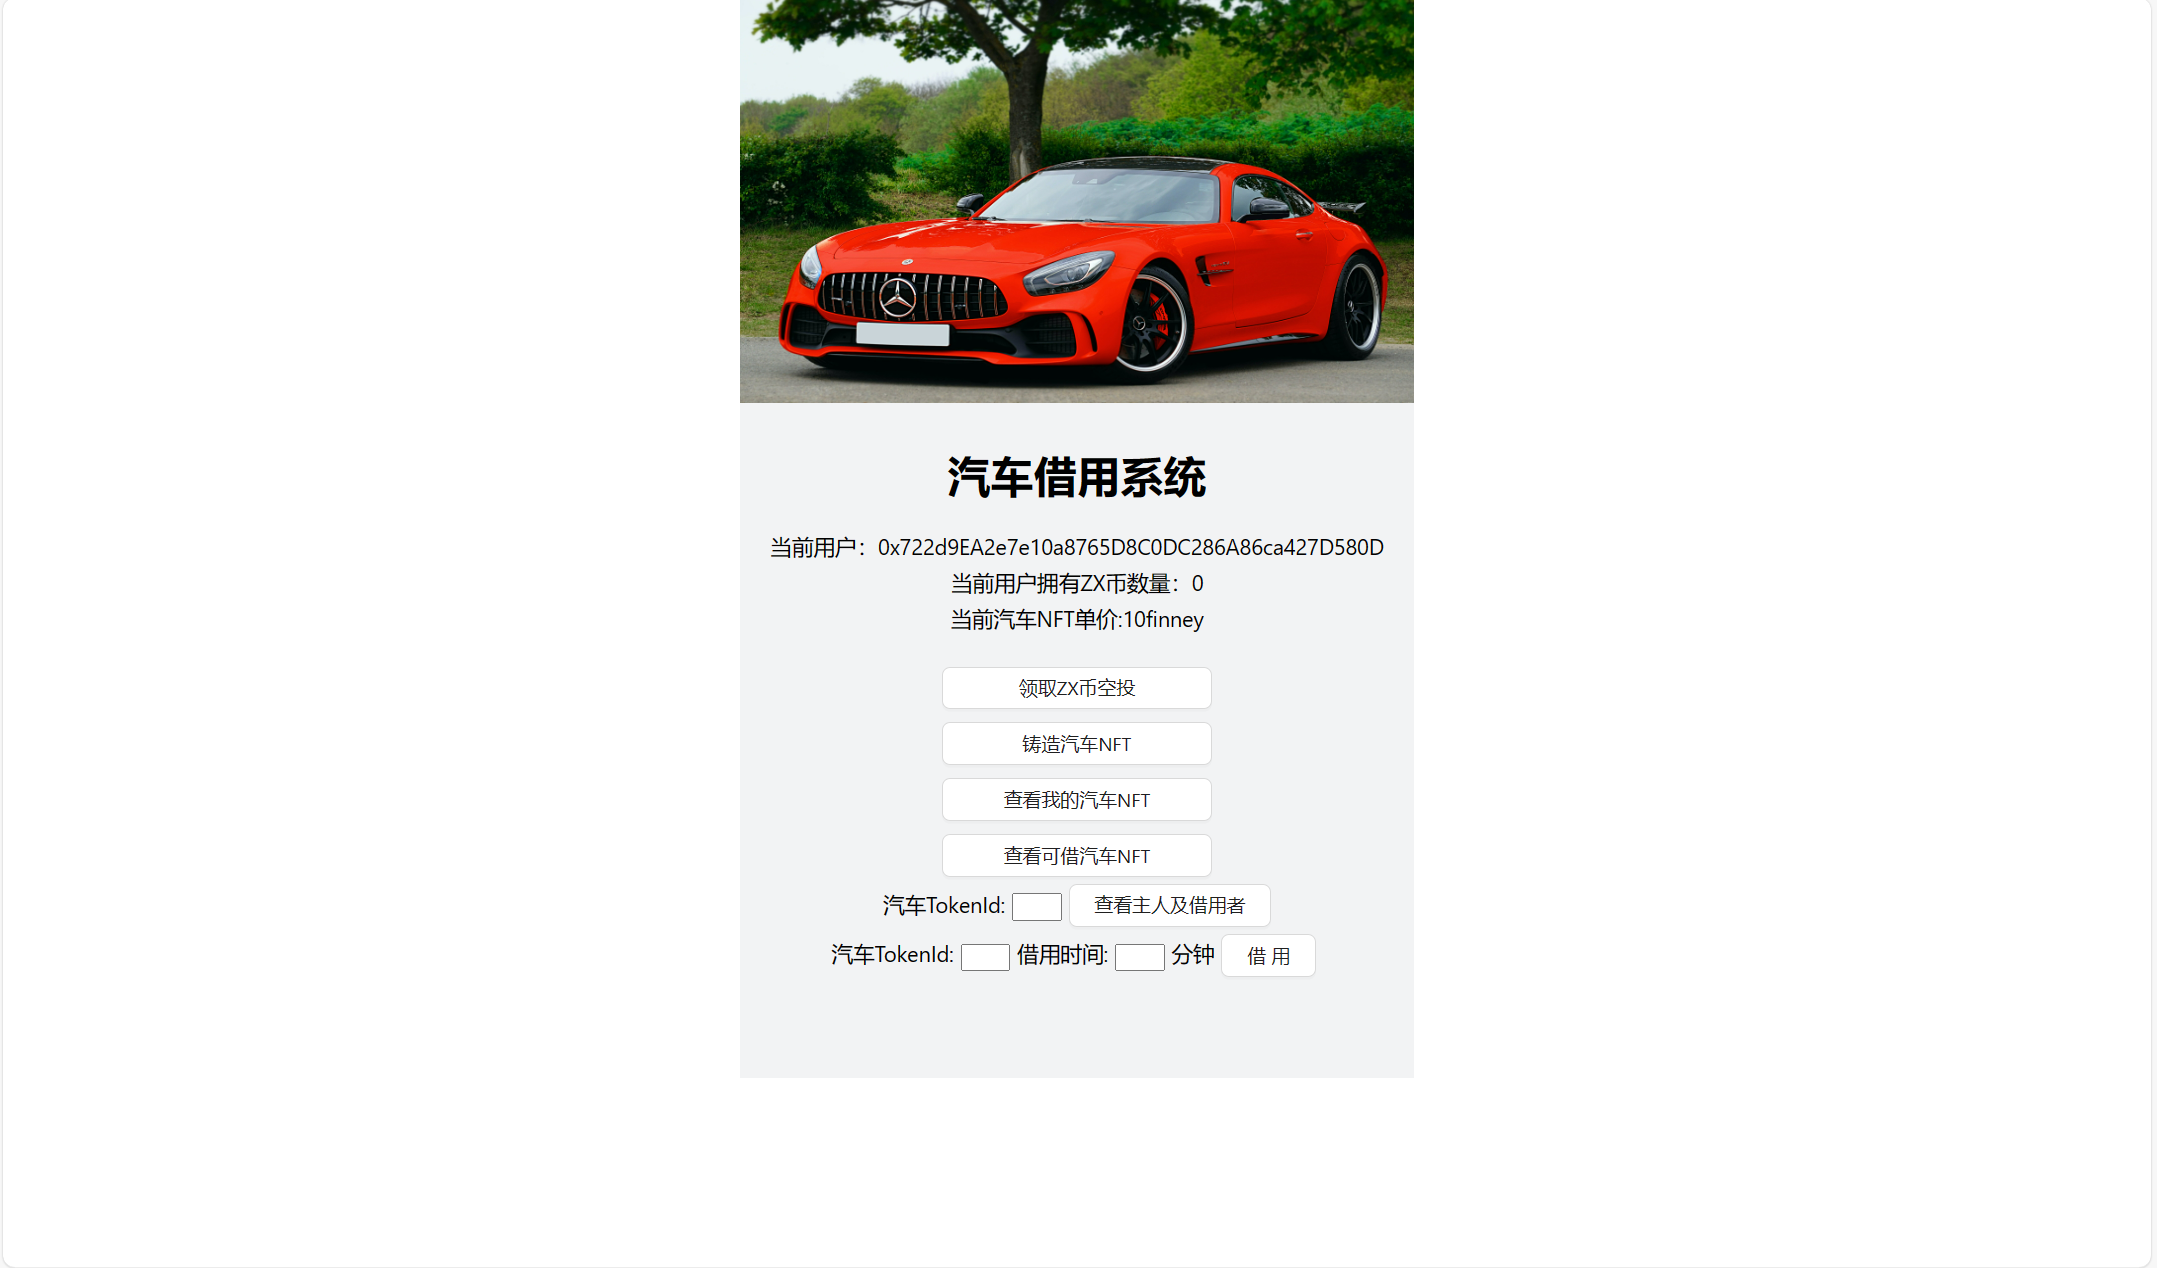 汽车借用系统
当前用户：0x722d9EA2e7e10a8765D8C0DC286A86ca427D580D
当前用户拥有ZX币数量：0
当前汽车NFT单价:10finney
领取ZX币空投
铸造汽车NFT
查看我的汽车NFT
查看可借汽车NFT
汽车TokenId: 查看主人及借用者
汽车TokenId: 借用时间: 分钟 借 用